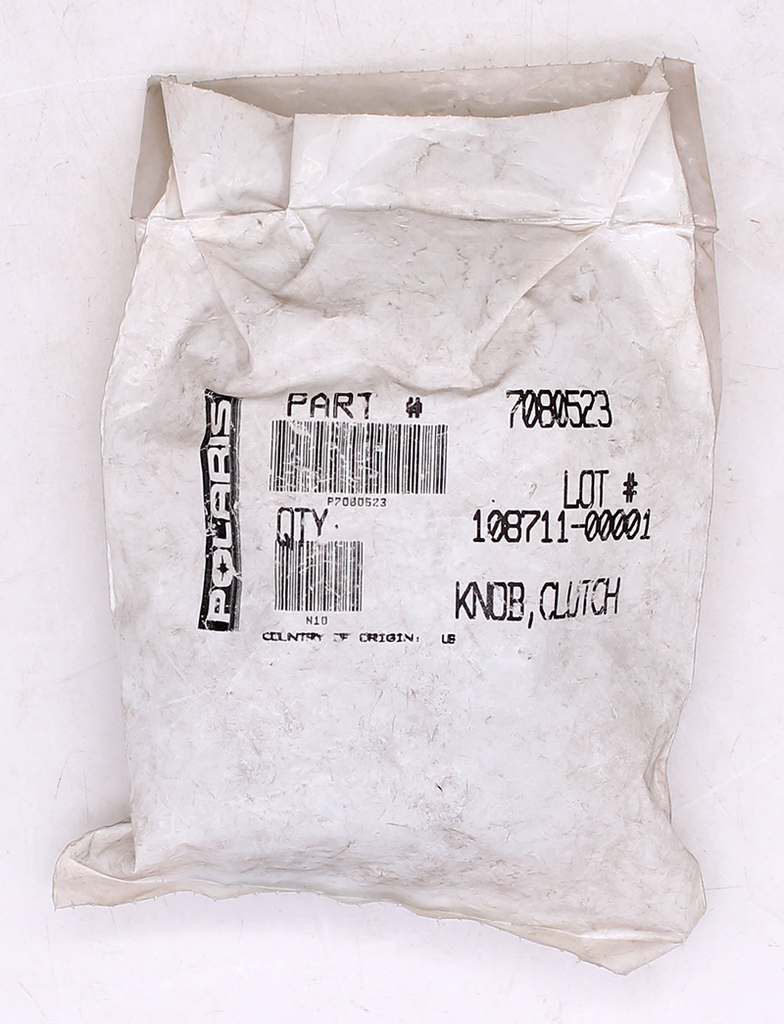 POLARIS
PART # 7080523
P7080523
LOT #
QTY. 108711-00001
KNOB, CLUTCH
N10
COUNTRY OF ORIGIN: US